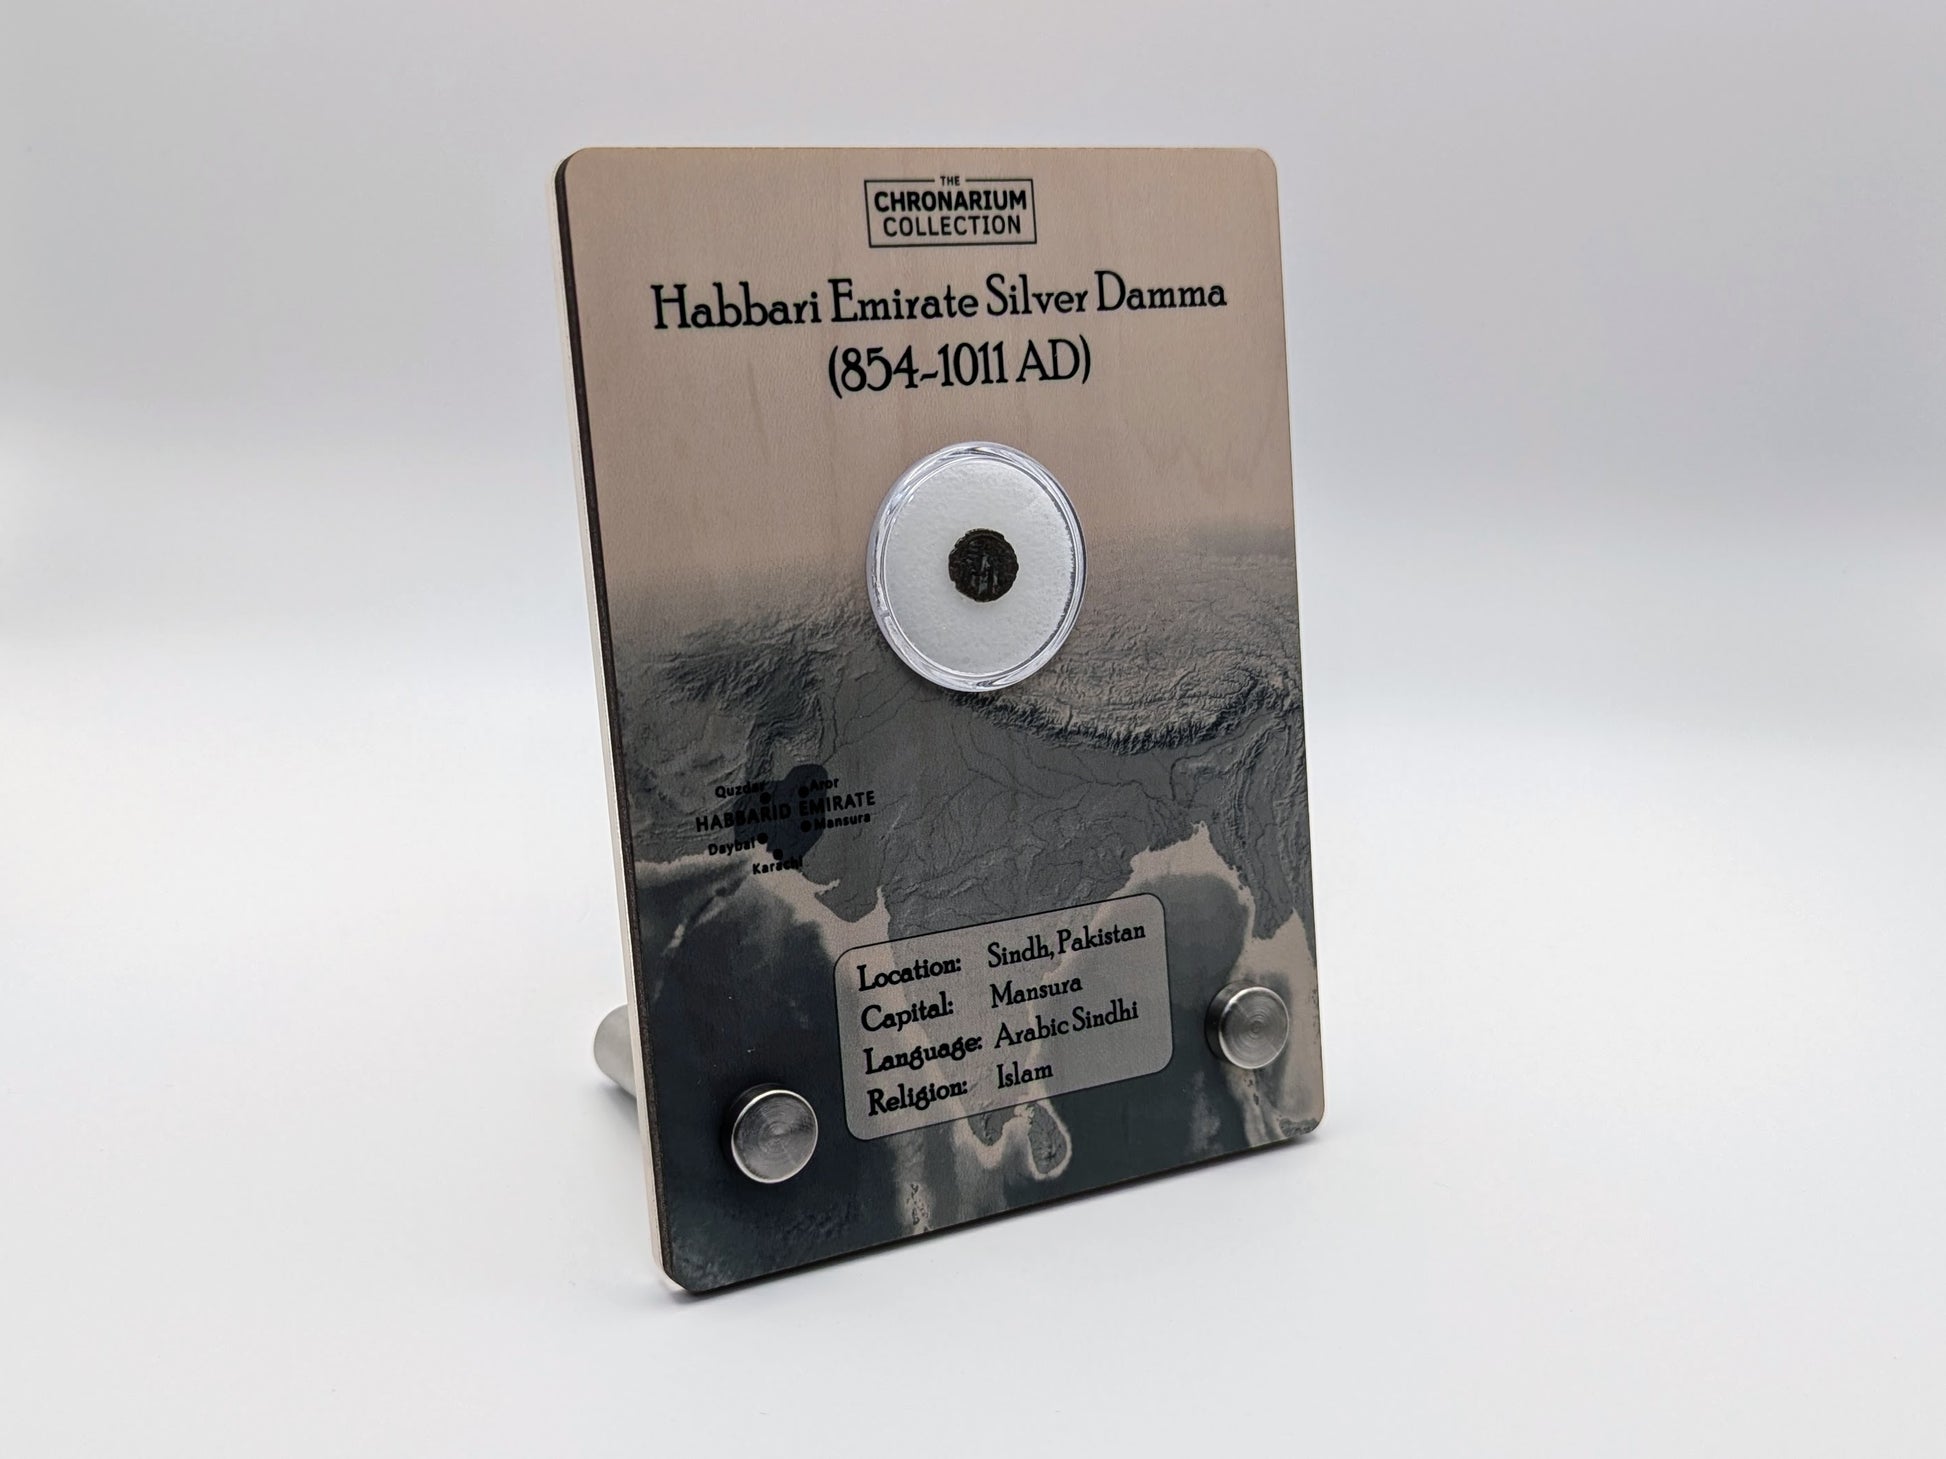 THE
CHRONARIUM
COLLECTION
Habbari Emirate Silver Damma
(854-1011 AD)
Quzdar Aror
HABBARID EMIRATE
Mansura
Daybal
Karachi
Location: Sindh, Pakistan
Capital: Mansura
Language: Arabic Sindhi
Religion: Islam